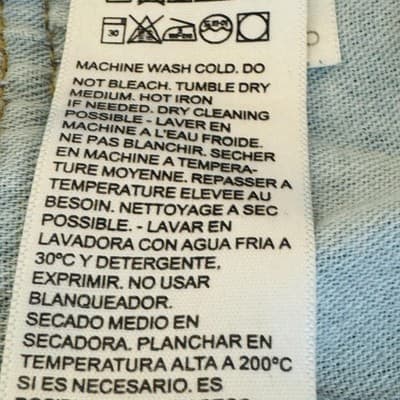 30
MACHINE WASH COLD. DO
NOT BLEACH. TUMBLE DRY
MEDIUM. HOT IRON
IF NEEDED. DRY CLEANING
POSSIBLE - LAVER EN
MACHINE A L'EAU FROIDE.
NE PAS BLANCHIR. SECHER
EN MACHINE A TEMPERA-
TURE MOYENNE. REPASSER A
TEMPERATURE ELEVEE AU
BESOIN. NETTOYAGE A SEC
POSSIBLE. - LAVAR EN
LAVADORA CON AGUA FRIA A
30ºC Y DETERGENTE,
EXPRIMIR. NO USAR
BLANQUEADOR.
SECADO MEDIO EN
SECADORA. PLANCHAR EN
TEMPERATURA ALTA A 200ºC
SI ES NECESARIO. ES